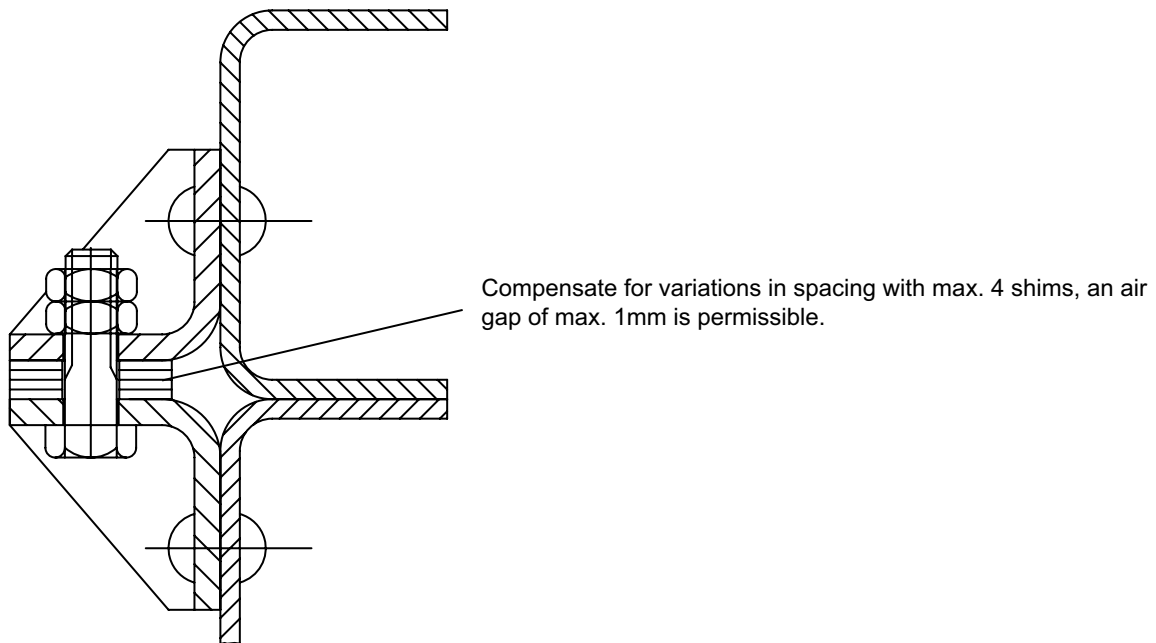 Compensate for variations in spacing with max. 4 shims, an air
gap of max. 1mm is permissible.